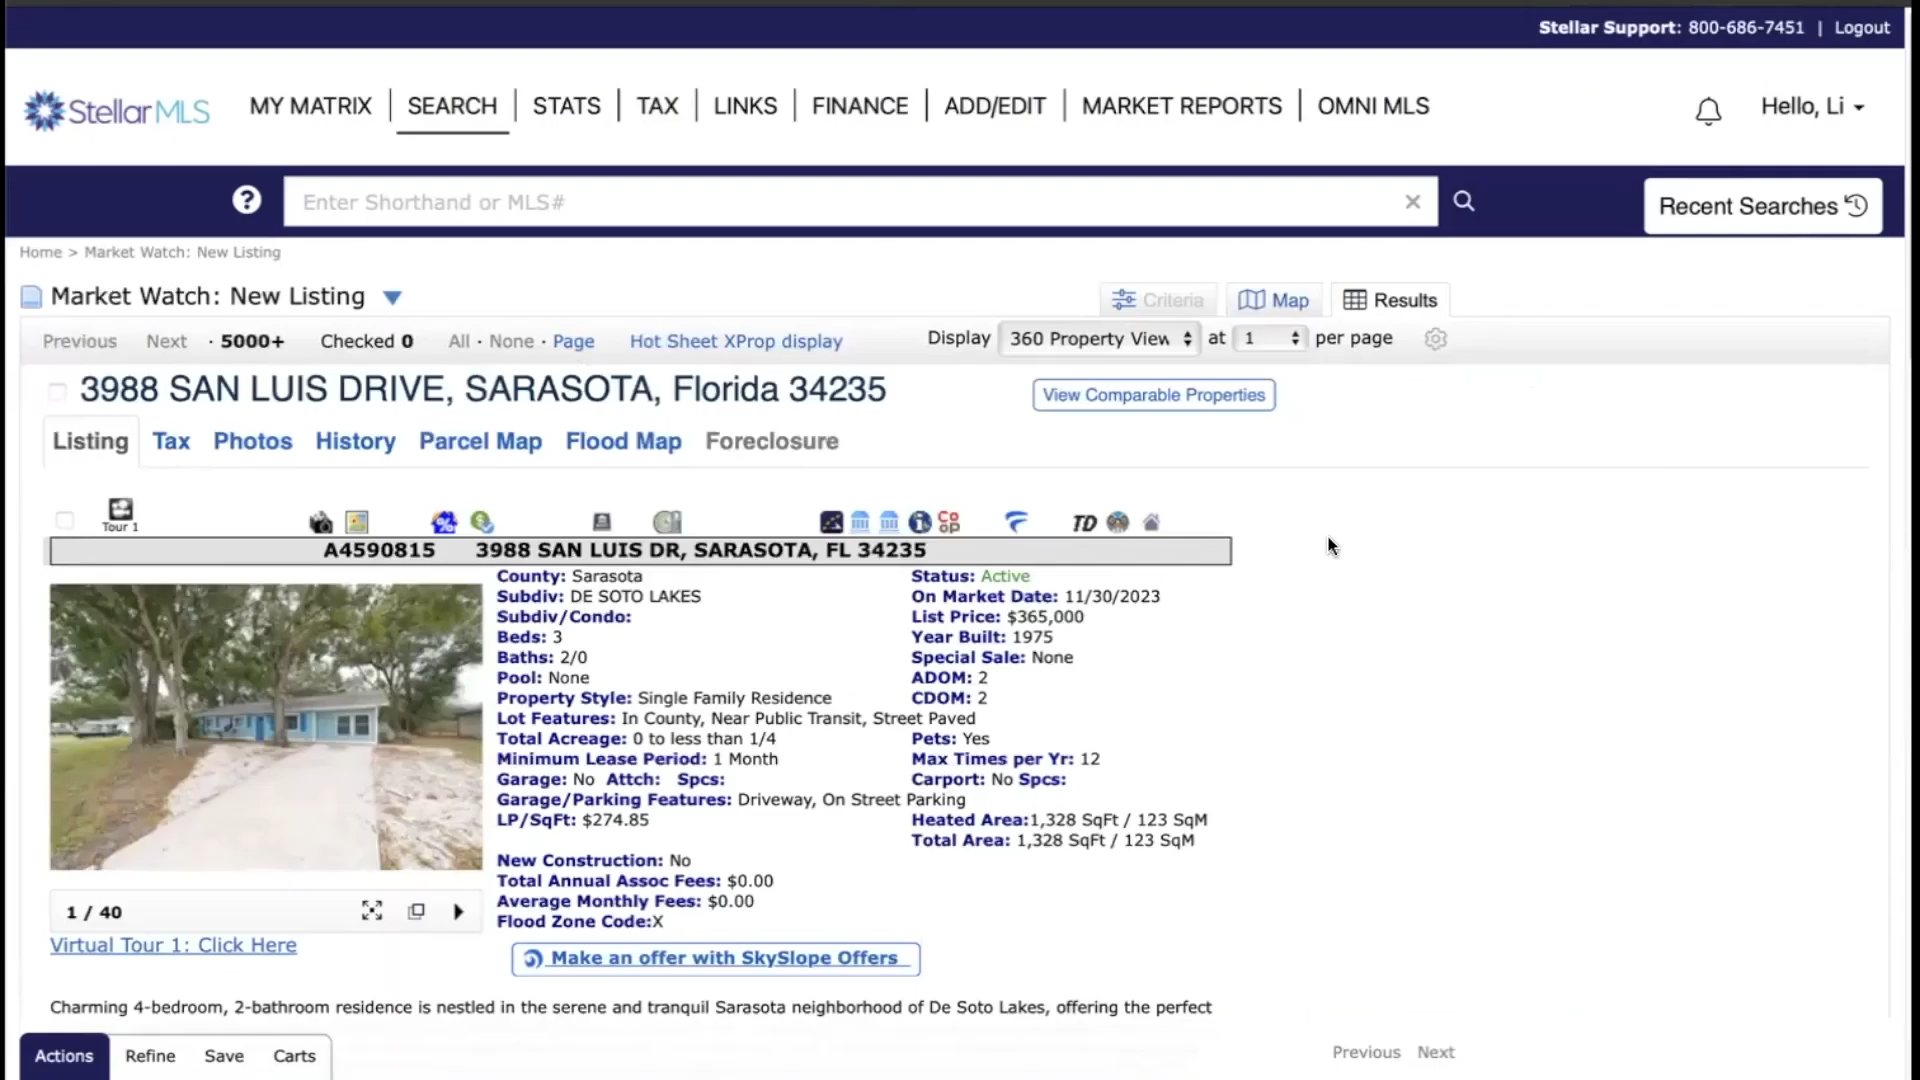 Stellar Support: 800-686-7451 | Logout
StellarMLS
MY MATRIX | SEARCH | STATS | TAX | LINKS | FINANCE | ADD/EDIT | MARKET REPORTS | OMNI MLS
Hello, Li
? Enter Shorthand or MLS# Recent Searches
Home > Market Watch: New Listing
Market Watch: New Listing
Criteria Map Results
Previous Next · 5000+ Checked 0 All · None · Page Hot Sheet XProp display Display 360 Property View at 1 per page
3988 SAN LUIS DRIVE, SARASOTA, Florida 34235
View Comparable Properties
Listing Tax Photos History Parcel Map Flood Map Foreclosure
Tour 1
CO OP
TD
A4590815 3988 SAN LUIS DR, SARASOTA, FL 34235
County: Sarasota Status: Active
Subdiv: DE SOTO LAKES On Market Date: 11/30/2023
Subdiv/Condo: List Price: $365,000
Beds: 3 Year Built: 1975
Baths: 2/0 Special Sale: None
Pool: None ADOM: 2
Property Style: Single Family Residence CDOM: 2
Lot Features: In County, Near Public Transit, Street Paved
Total Acreage: 0 to less than 1/4 Pets: Yes
Minimum Lease Period: 1 Month Max Times per Yr: 12
Garage: No Attch: Spcs: Carport: No Spcs:
Garage/Parking Features: Driveway, On Street Parking
LP/SqFt: $274.85 Heated Area:1,328 SqFt / 123 SqM
Total Area: 1,328 SqFt / 123 SqM
New Construction: No
Total Annual Assoc Fees: $0.00
Average Monthly Fees: $0.00
Flood Zone Code:X
1 / 40
Virtual Tour 1: Click Here
Make an offer with SkySlope Offers
Charming 4-bedroom, 2-bathroom residence is nestled in the serene and tranquil Sarasota neighborhood of De Soto Lakes, offering the perfect
Actions Refine Save Carts
Previous Next